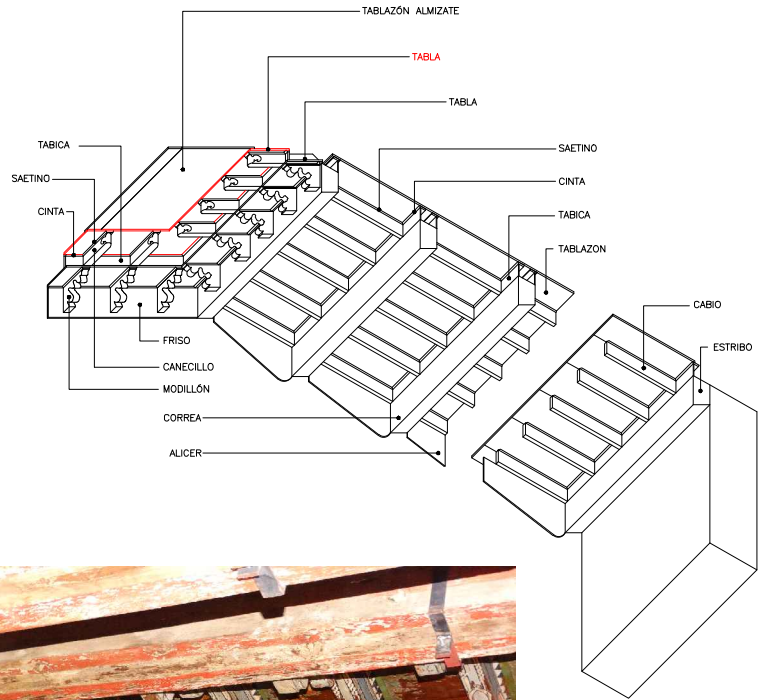 TABLAZÓN ALMIZATE
TABLA
TABLA
TABICA
SAETINO
SAETINO
CINTA
CINTA
TABICA
TABLAZON
CABIO
ESTRIBO
FRISO
CANECILLO
MODILLÓN
CORREA
ALICER